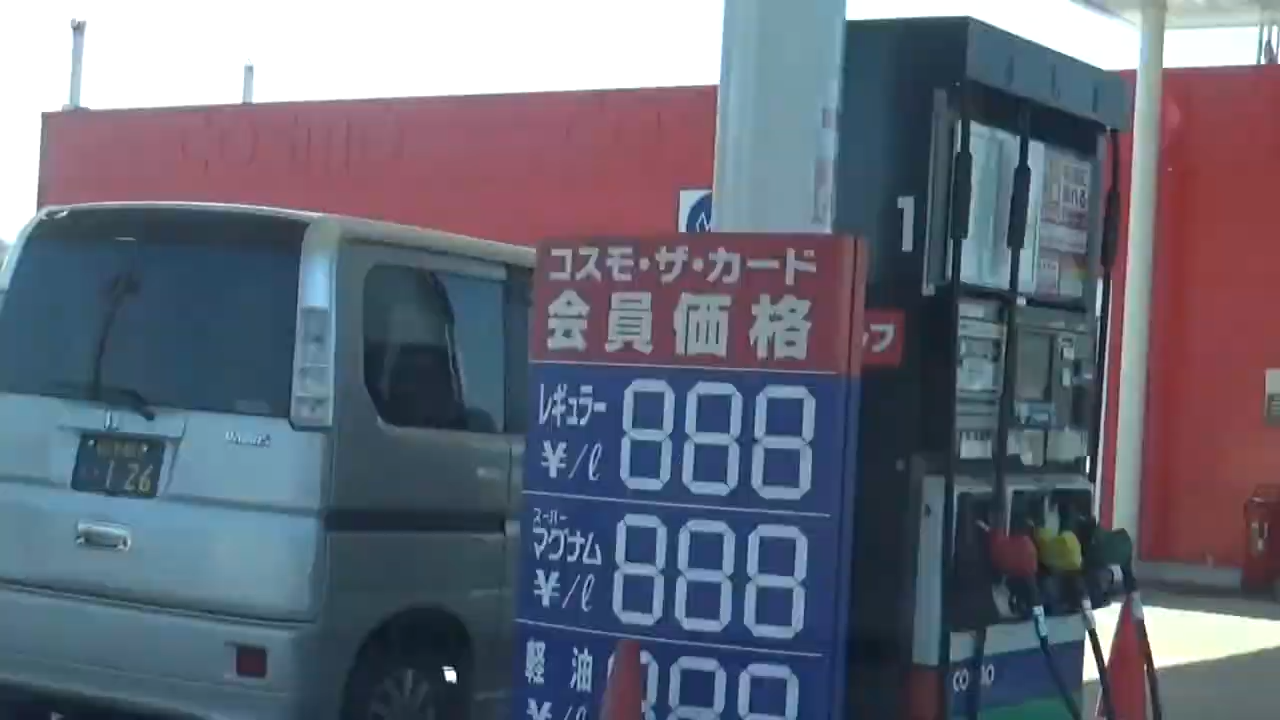 コスモ・ザ・カード
会員価格
レギュラー
¥/ℓ 888
スーパー
マグナム
¥/ℓ 888
軽油
¥/ℓ 888
1
126